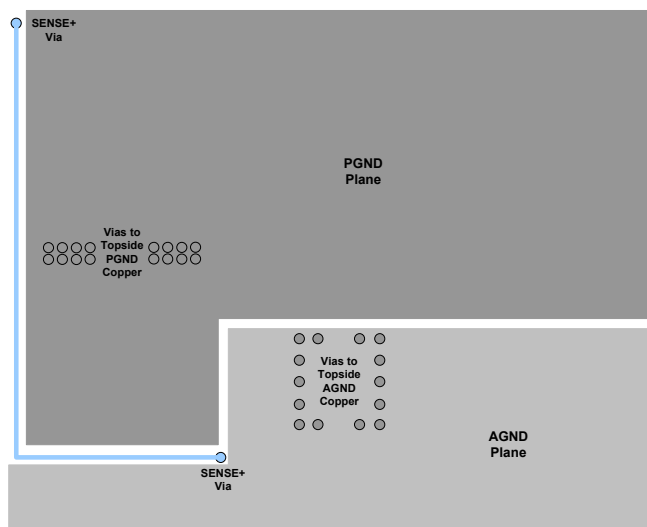 SENSE+
Via
PGND
Plane
Vias to
Topside
PGND
Copper
Vias to
Topside
AGND
Copper
AGND
Plane
SENSE+
Via